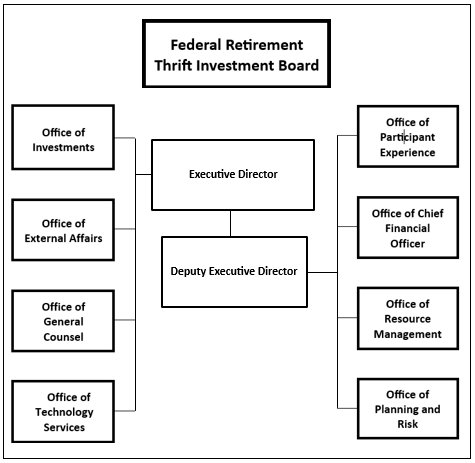 Federal Retirement
Thrift Investment Board
Office of
Investments
Office of
External Affairs
Office of
General
Counsel
Office of
Technology
Services
Executive Director
Deputy Executive Director
Office of
Participant
Experience
Office of Chief
Financial
Officer
Office of
Resource
Management
Office of
Planning and
Risk